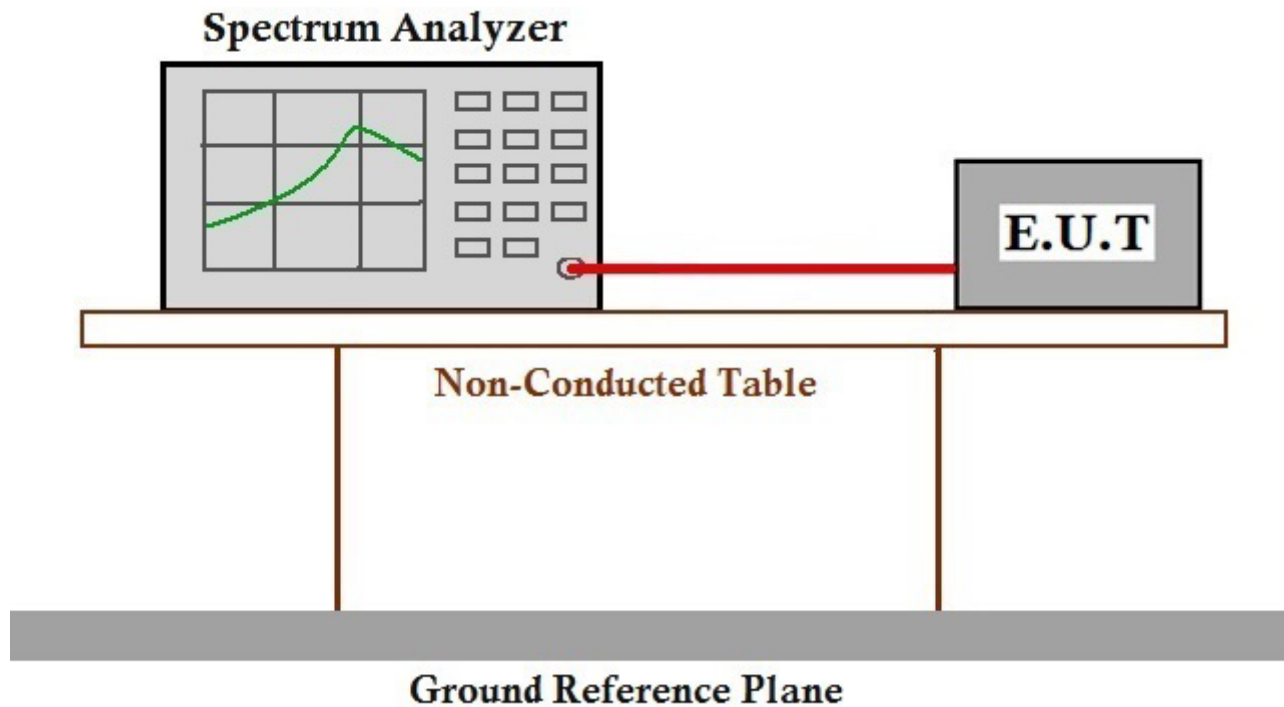 Spectrum Analyzer
E.U.T
Non-Conducted Table
Ground Reference Plane